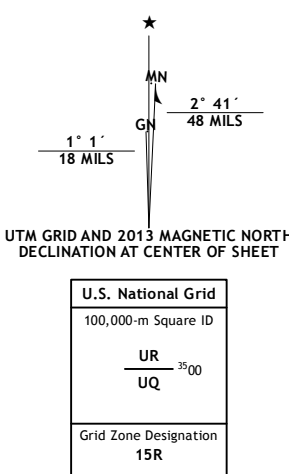 ★
MN
2° 41´
48 MILS
GN
1° 1´
18 MILS
UTM GRID AND 2013 MAGNETIC NORTH
DECLINATION AT CENTER OF SHEET
U.S. National Grid
100,000-m Square ID
UR
3500
UQ
Grid Zone Designation
15R